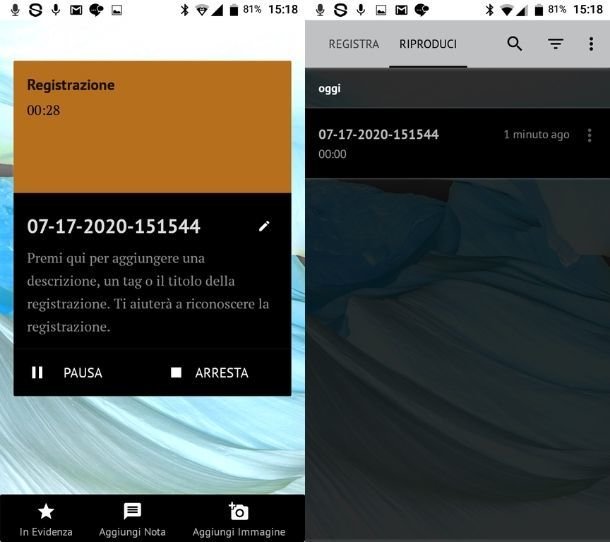 81% 15:18
Registrazione
00:28
07-17-2020-151544
Premi qui per aggiungere una
descrizione, un tag o il titolo della
registrazione. Ti aiuterà a riconoscere la
registrazione.
PAUSA ARRESTA
In Evidenza Aggiungi Nota Aggiungi Immagine
81% 15:18
REGISTRA RIPRODUCI
oggi
07-17-2020-151544 1 minuto ago
00:00